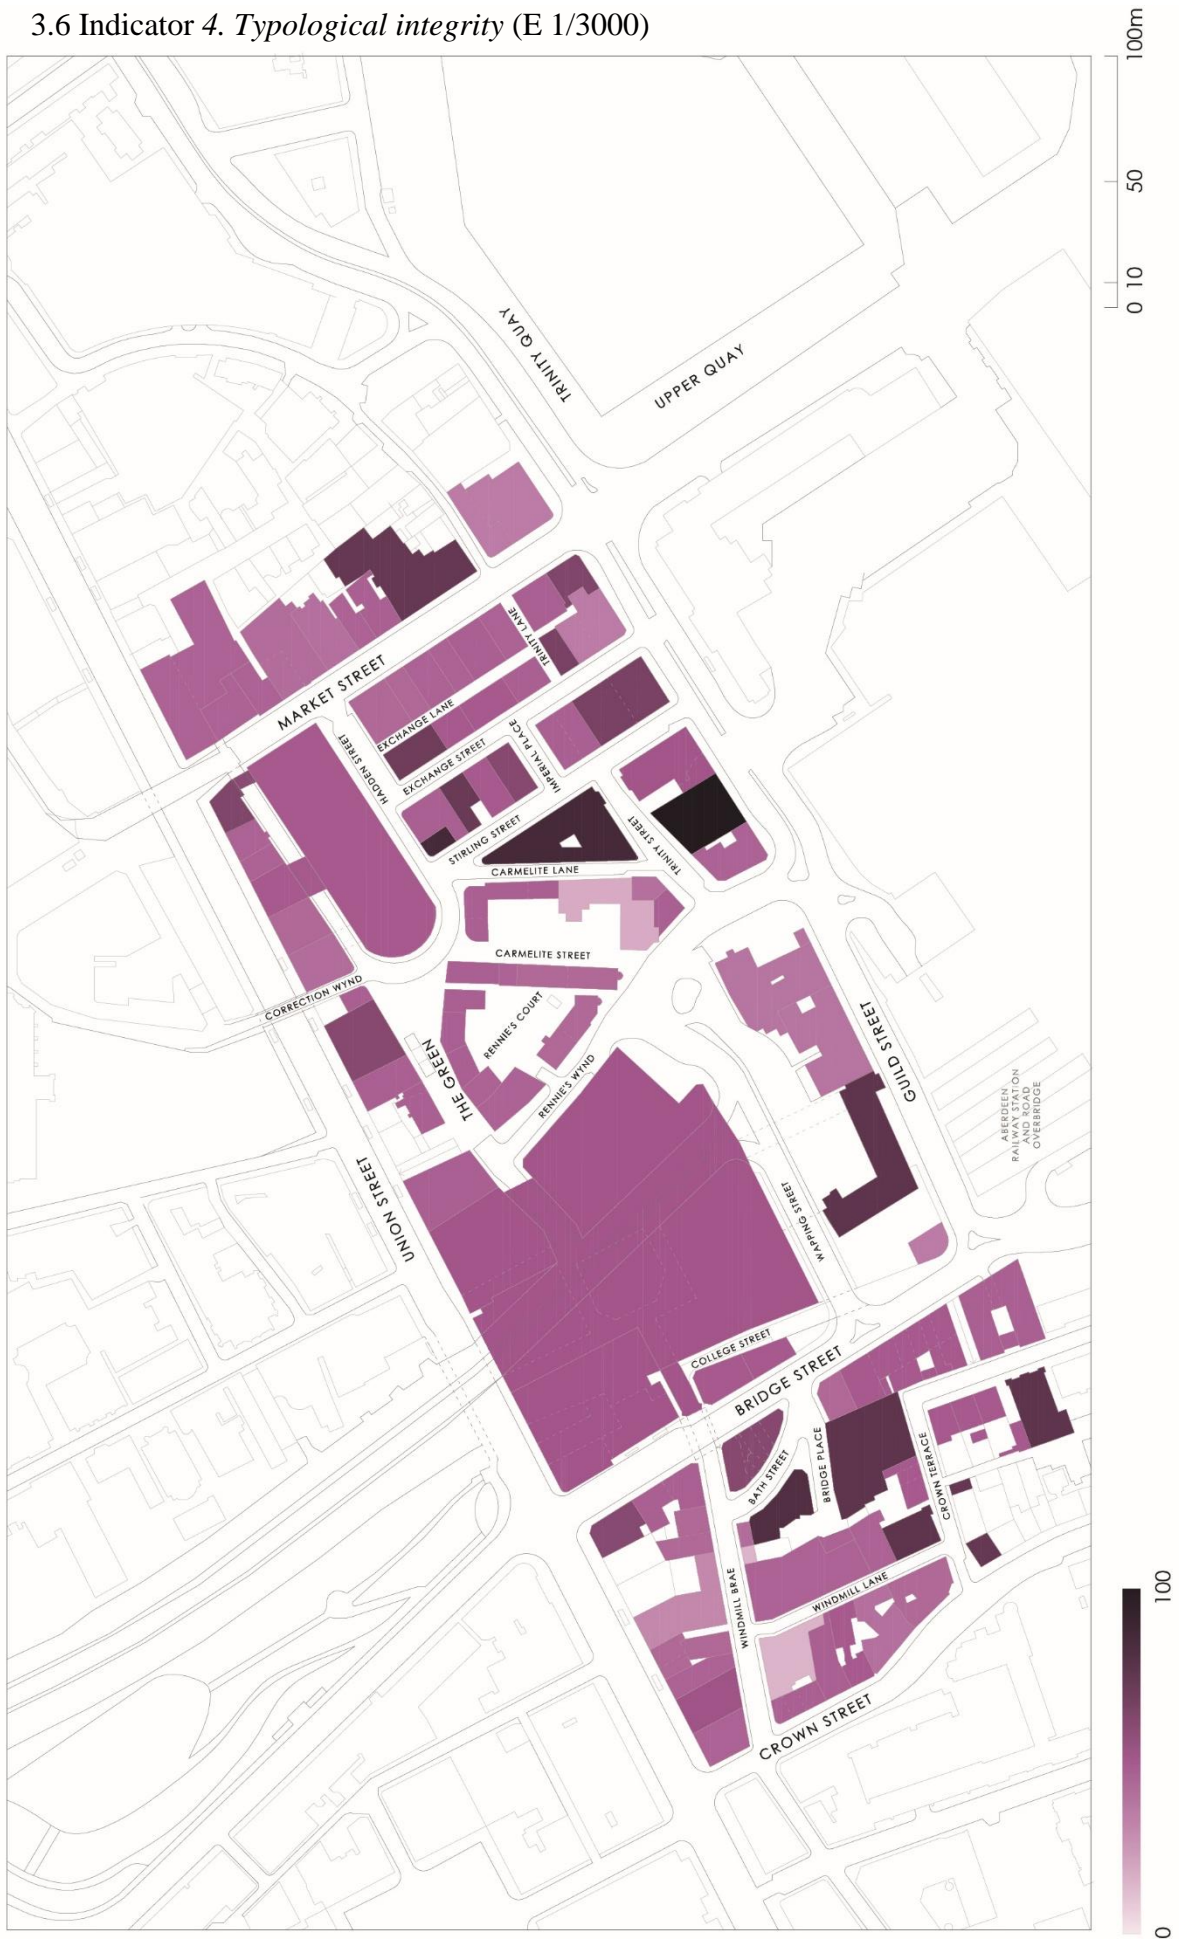 3.6 Indicator 4. Typological integrity (E 1/3000)
100m
50
10
0
TRINITY QUAY
UPPER QUAY
MARKET STREET
TRINITY LANE
EXCHANGE LANE
HADDEN STREET
EXCHANGE STREET
IMPERIAL PLACE
STIRLING STREET
TRINITY STREET
CARMELITE LANE
CARMELITE STREET
CORRECTION WYND
RENNIE'S COURT
THE GREEN
RENNIE'S WYND
GUILD STREET
ABERDEEN
RAILWAY STATION
AND ROAD
OVERBRIDGE
UNION STREET
WAPPING STREET
COLLEGE STREET
BRIDGE STREET
BATH STREET
BRIDGE PLACE
CROWN TERRACE
WINDMILL BRAE
WINDMILL LANE
CROWN STREET
100
0